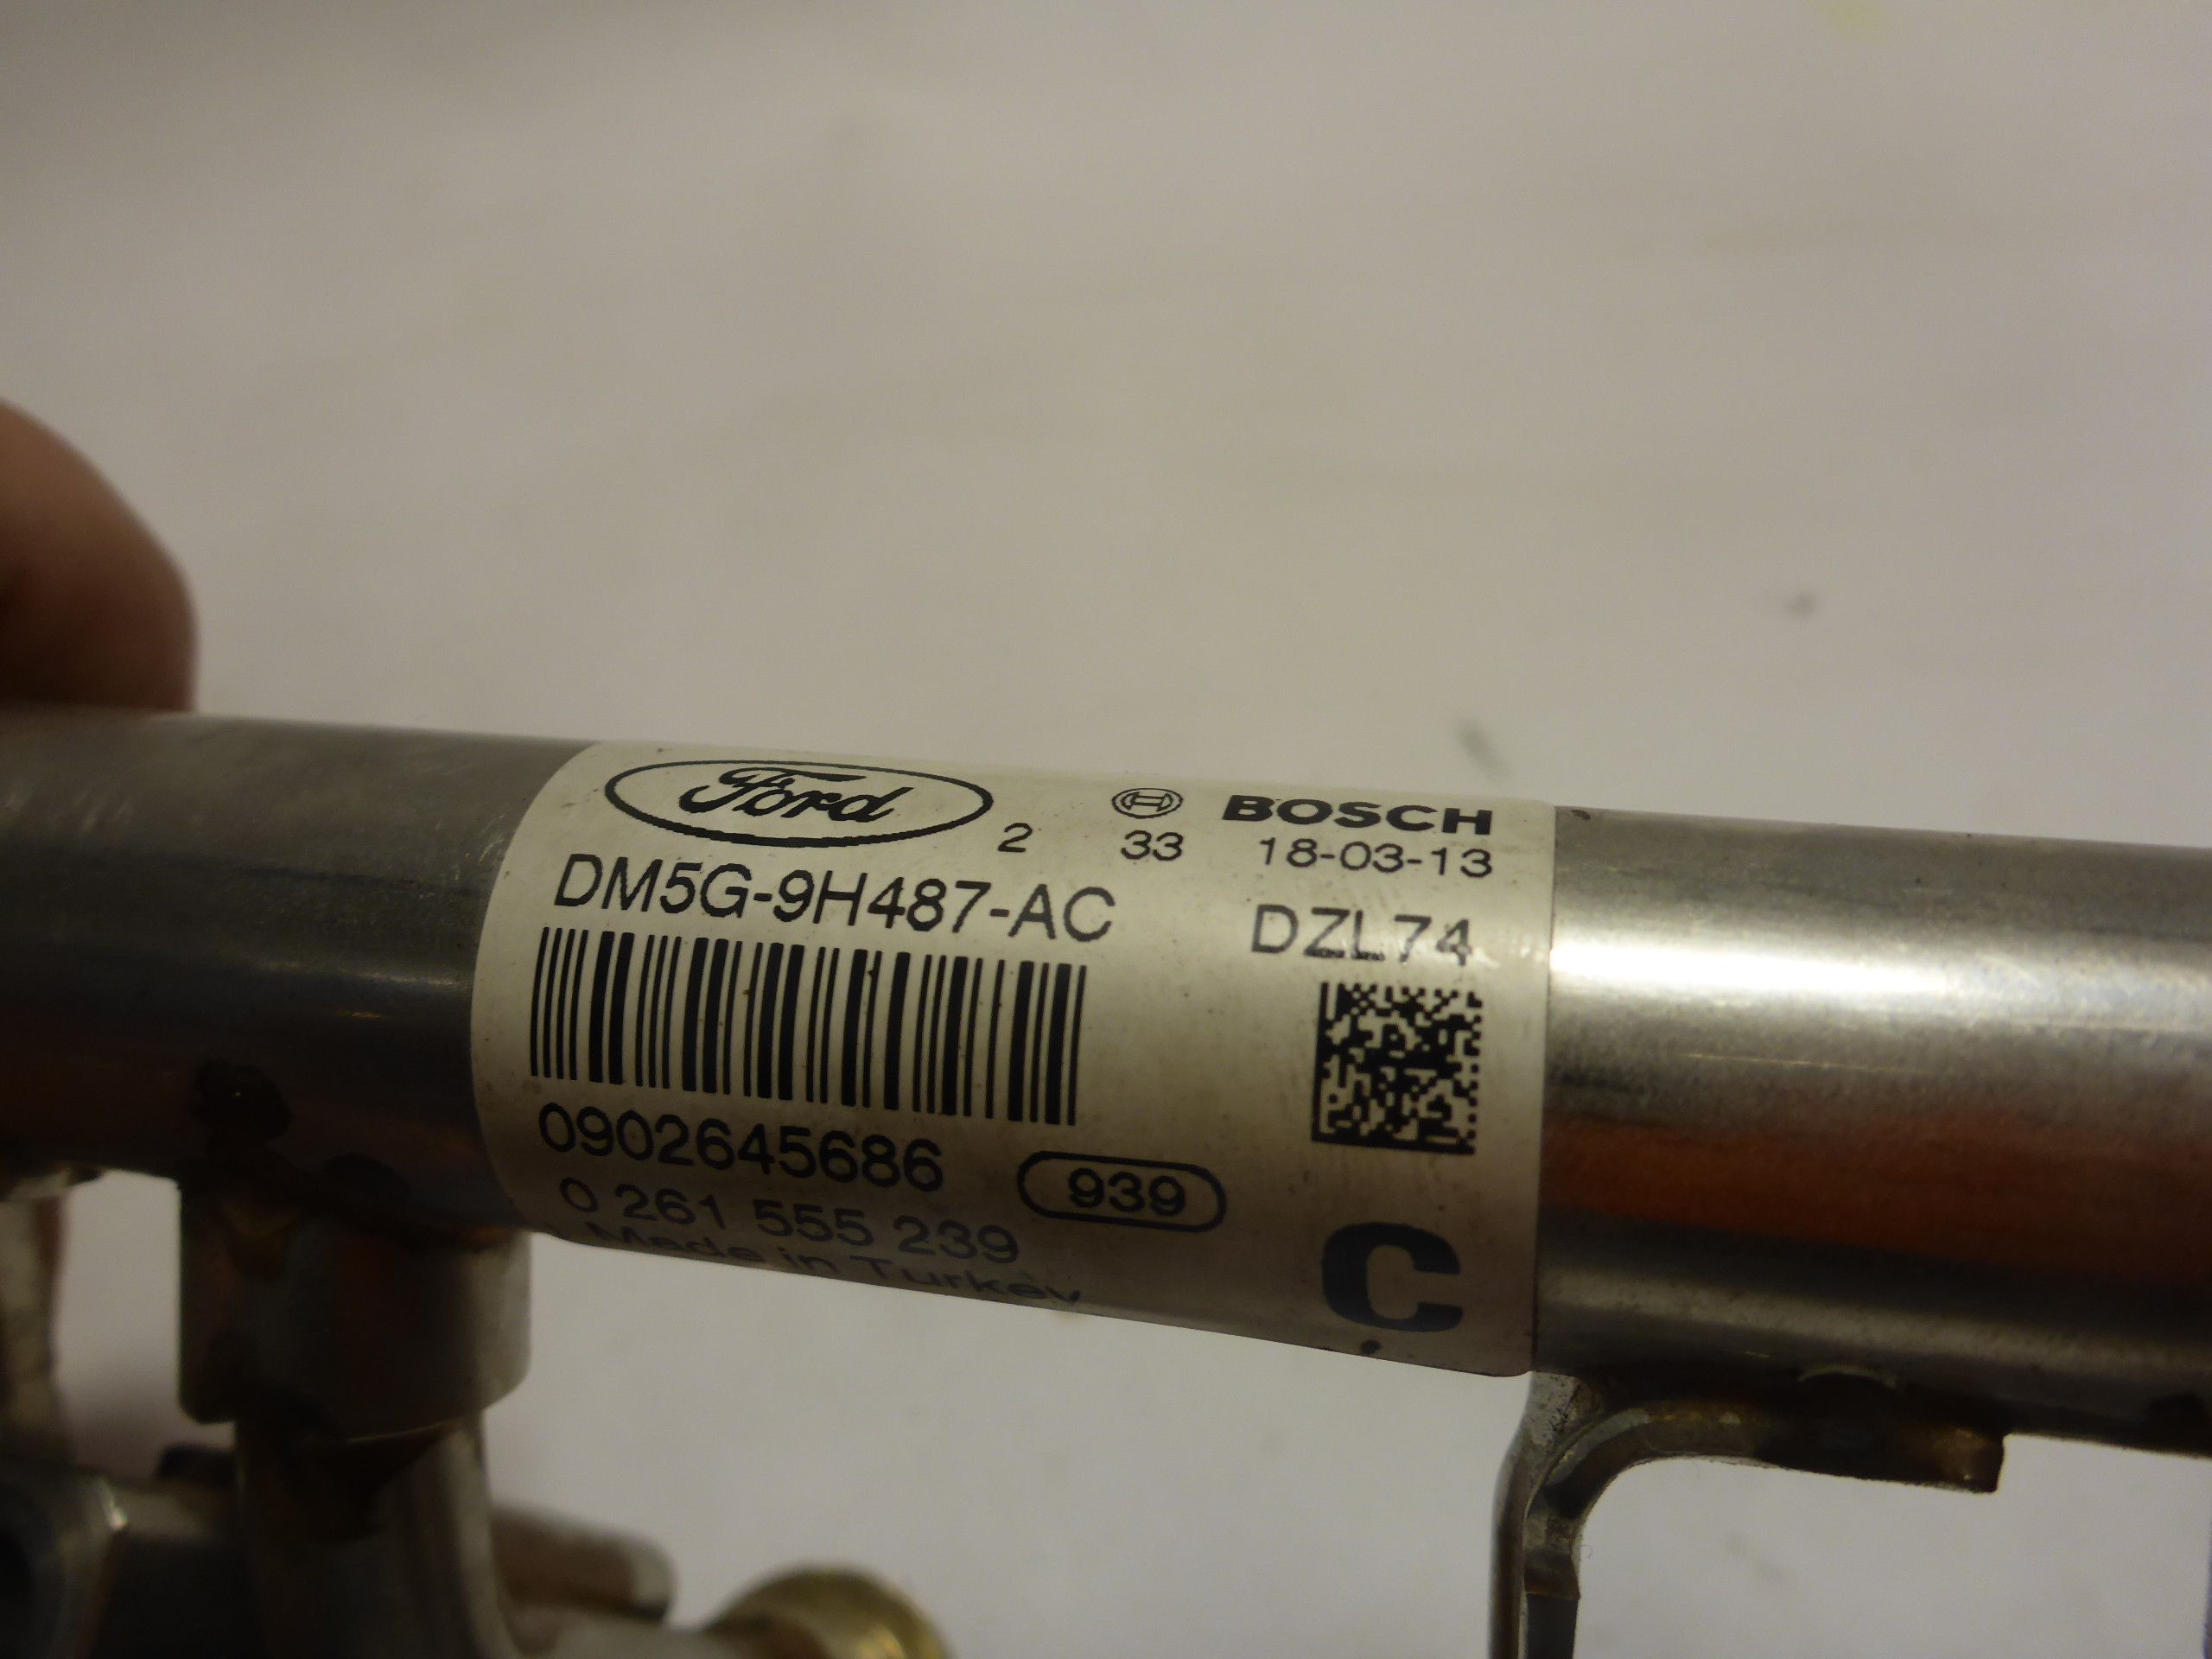 Ford 2 33 BOSCH
18-03-13
DM5G-9H487-AC DZL74
0902645686 939
0 261 555 239
Made in Turkey C